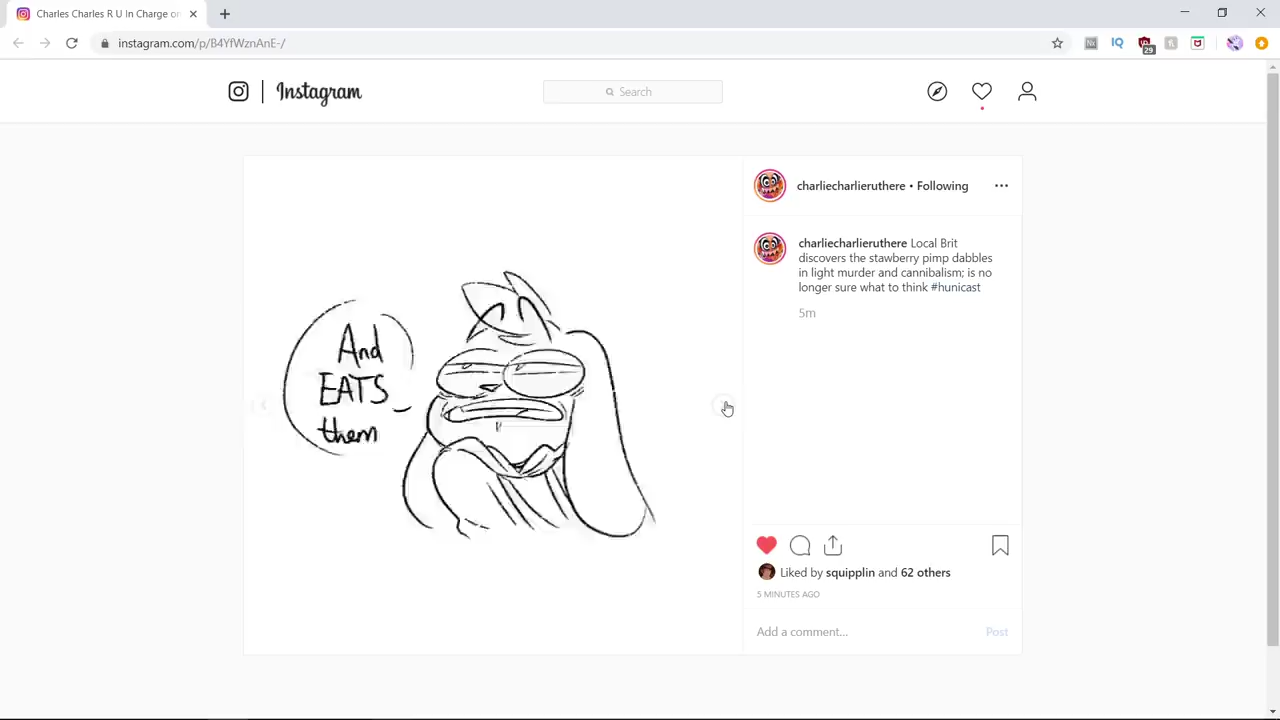 Charles Charles R U In Charge on
instagram.com/p/B4YfWznAnE-/
29
Instagram
Search
And
EATS
them
charliecharlieruthere • Following
charliecharlieruthere Local Brit
discovers the stawberry pimp dabbles
in light murder and cannibalism; is no
longer sure what to think #hunicast
5m
Liked by squipplin and 62 others
5 MINUTES AGO
Add a comment...
Post